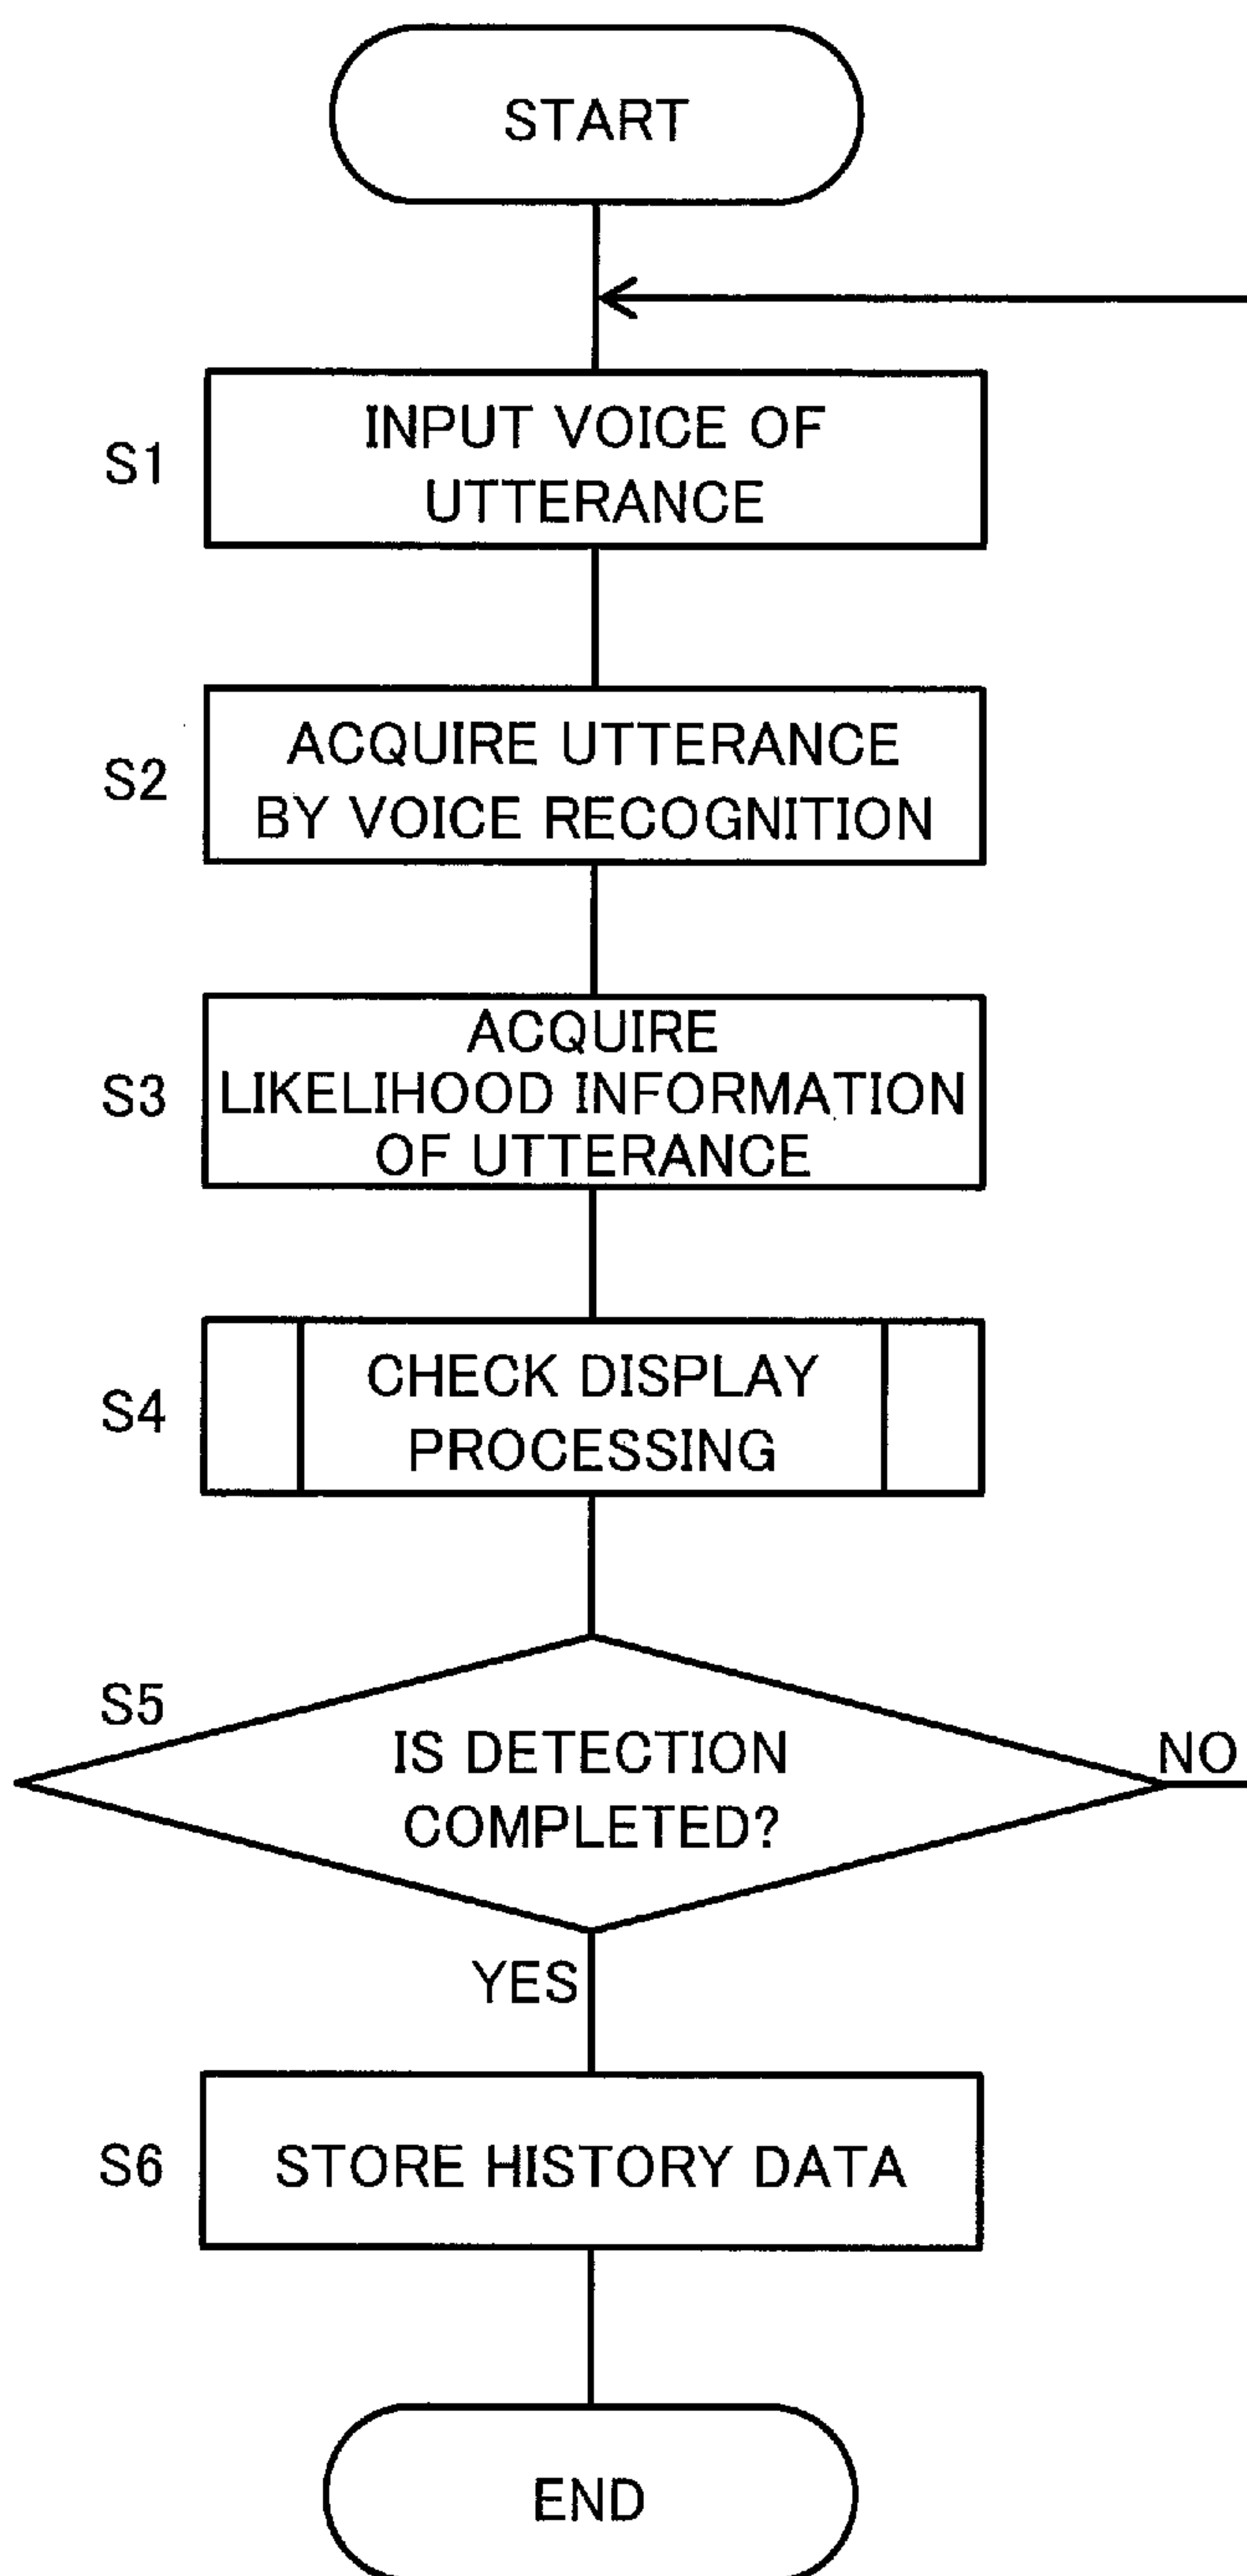 START
S1
INPUT VOICE OF
UTTERANCE
S2
ACQUIRE UTTERANCE
BY VOICE RECOGNITION
S3
ACQUIRE
LIKELIHOOD INFORMATION
OF UTTERANCE
S4
CHECK DISPLAY
PROCESSING
S5
IS DETECTION
COMPLETED?
NO
YES
S6
STORE HISTORY DATA
END